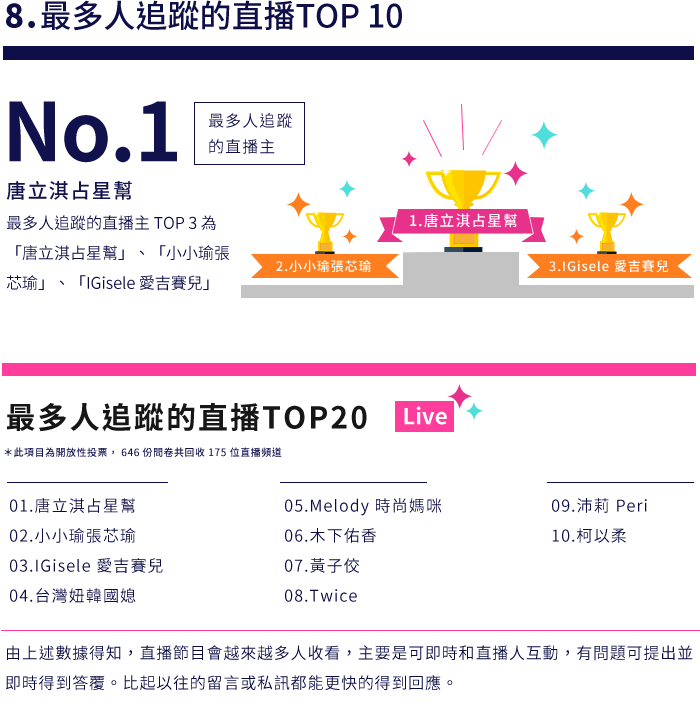 8.最多人追蹤的直播TOP 10
No.1
最多人追蹤
的直播主
唐立淇占星幫
最多人追蹤的直播主 TOP 3 為
「唐立淇占星幫」、「小小瑜張
芯瑜」、「IGisele 愛吉賽兒」
1.唐立淇占星幫
2.小小瑜張芯瑜
3.IGisele 愛吉賽兒
最多人追蹤的直播TOP20
Live
＊此項目為開放性投票， 646 份問卷共回收 175 位直播頻道
01.唐立淇占星幫
02.小小瑜張芯瑜
03.IGisele 愛吉賽兒
04.台灣妞韓國媳
05.Melody 時尚媽咪
06.木下佑香
07.黃子佼
08.Twice
09.沛莉 Peri
10.柯以柔
由上述數據得知，直播節目會越來越多人收看，主要是可即時和直播人互動，有問題可提出並
即時得到答覆。比起以往的留言或私訊都能更快的得到回應。